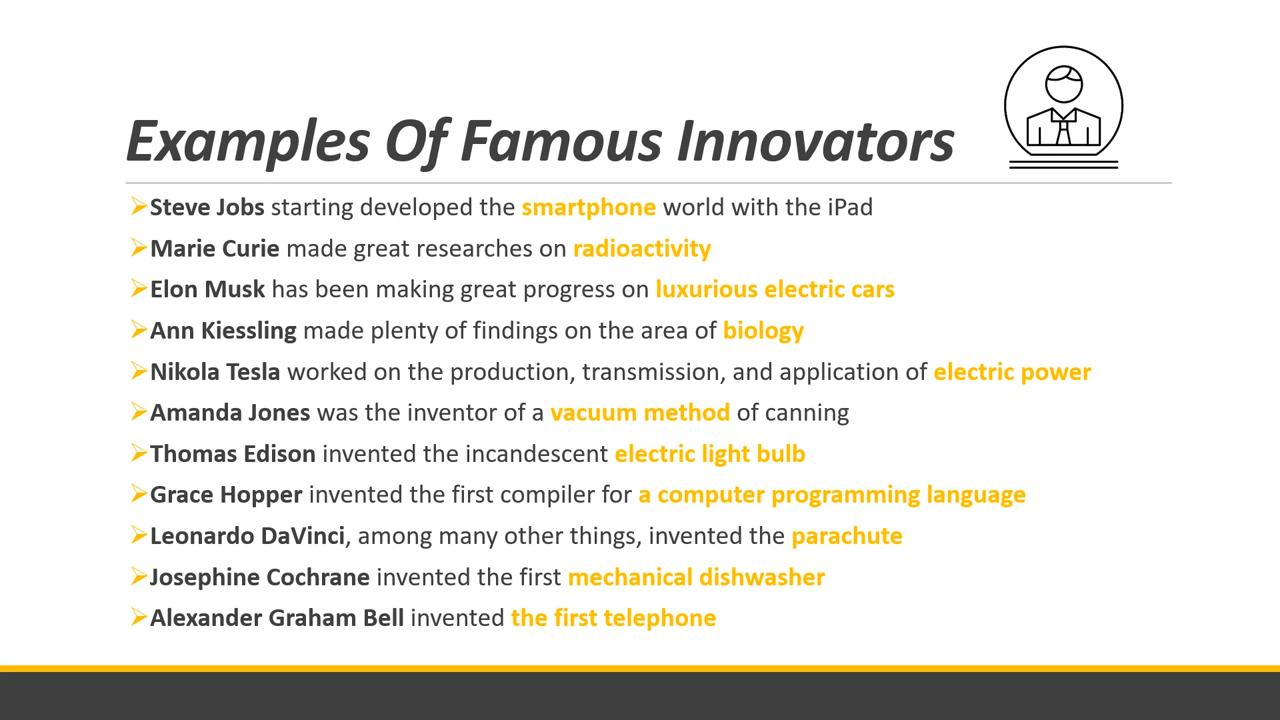 Examples Of Famous Innovators
Steve Jobs starting developed the smartphone world with the iPad
Marie Curie made great researches on radioactivity
Elon Musk has been making great progress on luxurious electric cars
Ann Kiessling made plenty of findings on the area of biology
Nikola Tesla worked on the production, transmission, and application of electric power
Amanda Jones was the inventor of a vacuum method of canning
Thomas Edison invented the incandescent electric light bulb
Grace Hopper invented the first compiler for a computer programming language
Leonardo DaVinci, among many other things, invented the parachute
Josephine Cochrane invented the first mechanical dishwasher
Alexander Graham Bell invented the first telephone